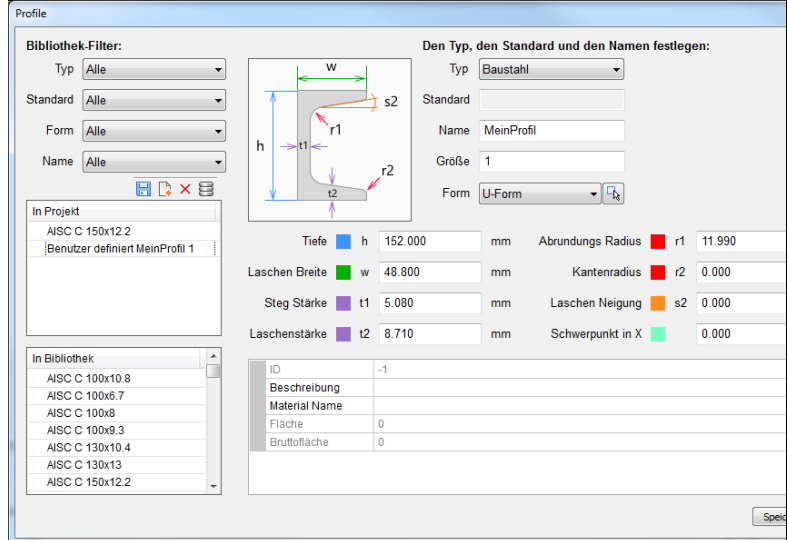 Profile
Bibliothek-Filter:
Typ Alle
Standard Alle
Form Alle
Name Alle
In Projekt
AISC C 150x12.2
Benutzer definiert MeinProfil 1
In Bibliothek
AISC C 100x10.8
AISC C 100x6.7
AISC C 100x8
AISC C 100x9.3
AISC C 130x10.4
AISC C 130x13
AISC C 150x12.2
w
s2
r1
h
t1
r2
t2
Den Typ, den Standard und den Namen festlegen:
Typ Baustahl
Standard
Name MeinProfil
Größe 1
Form U-Form
Tiefe h 152.000 mm Abrundungs Radius r1 11.990
Laschen Breite w 48.800 mm Kantenradius r2 0.000
Steg Stärke t1 5.080 mm Laschen Neigung s2 0.000
Laschenstärke t2 8.710 mm Schwerpunkt in X 0.000
ID -1
Beschreibung
Material Name
Fläche 0
Bruttofläche 0
Speic